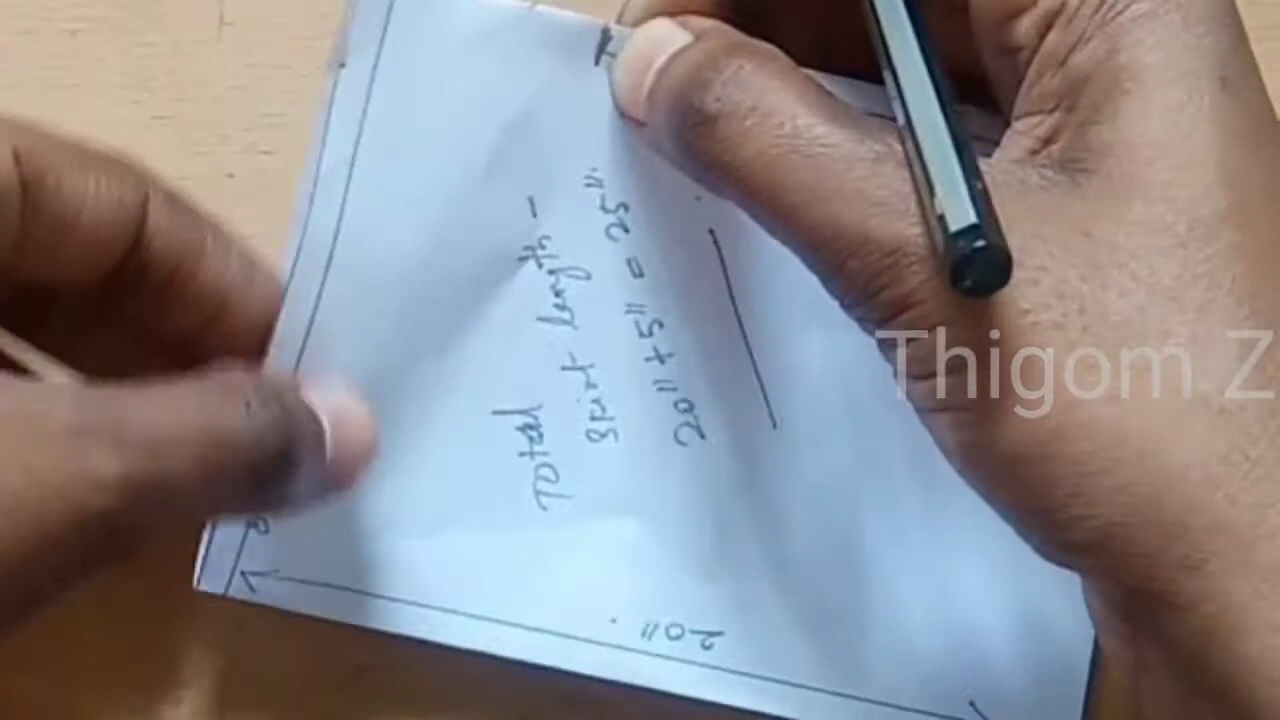 Total
Skirt length -
20" + 5" = 25".
20"
Thigom Z